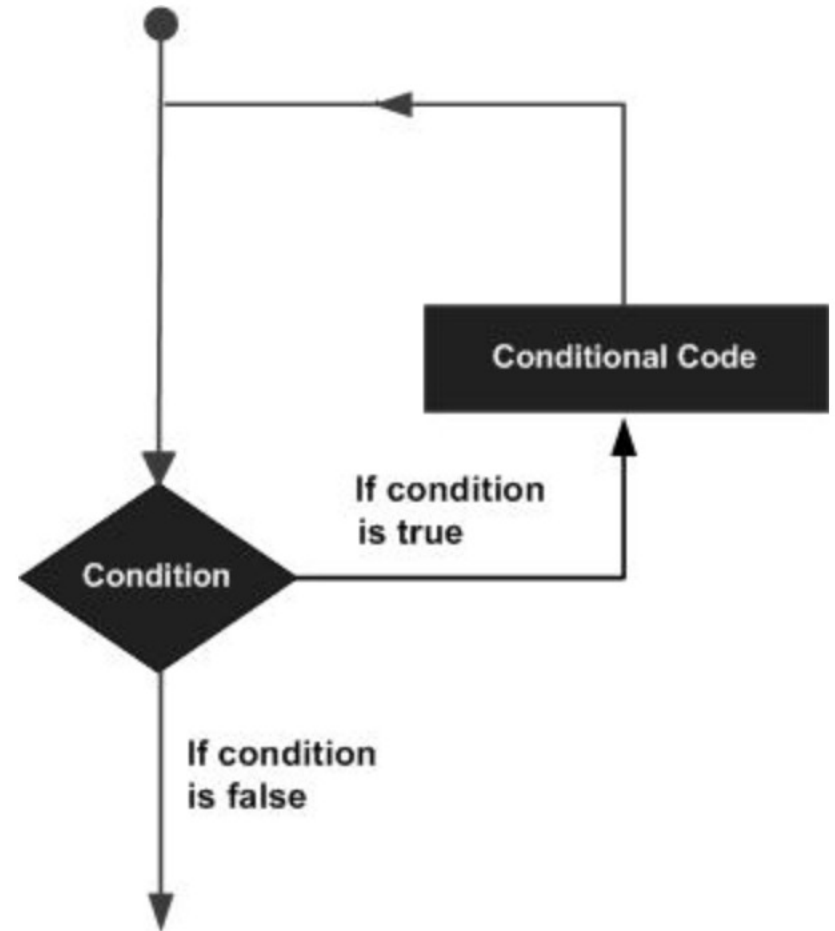 Conditional Code
If condition
is true
Condition
If condition
is false